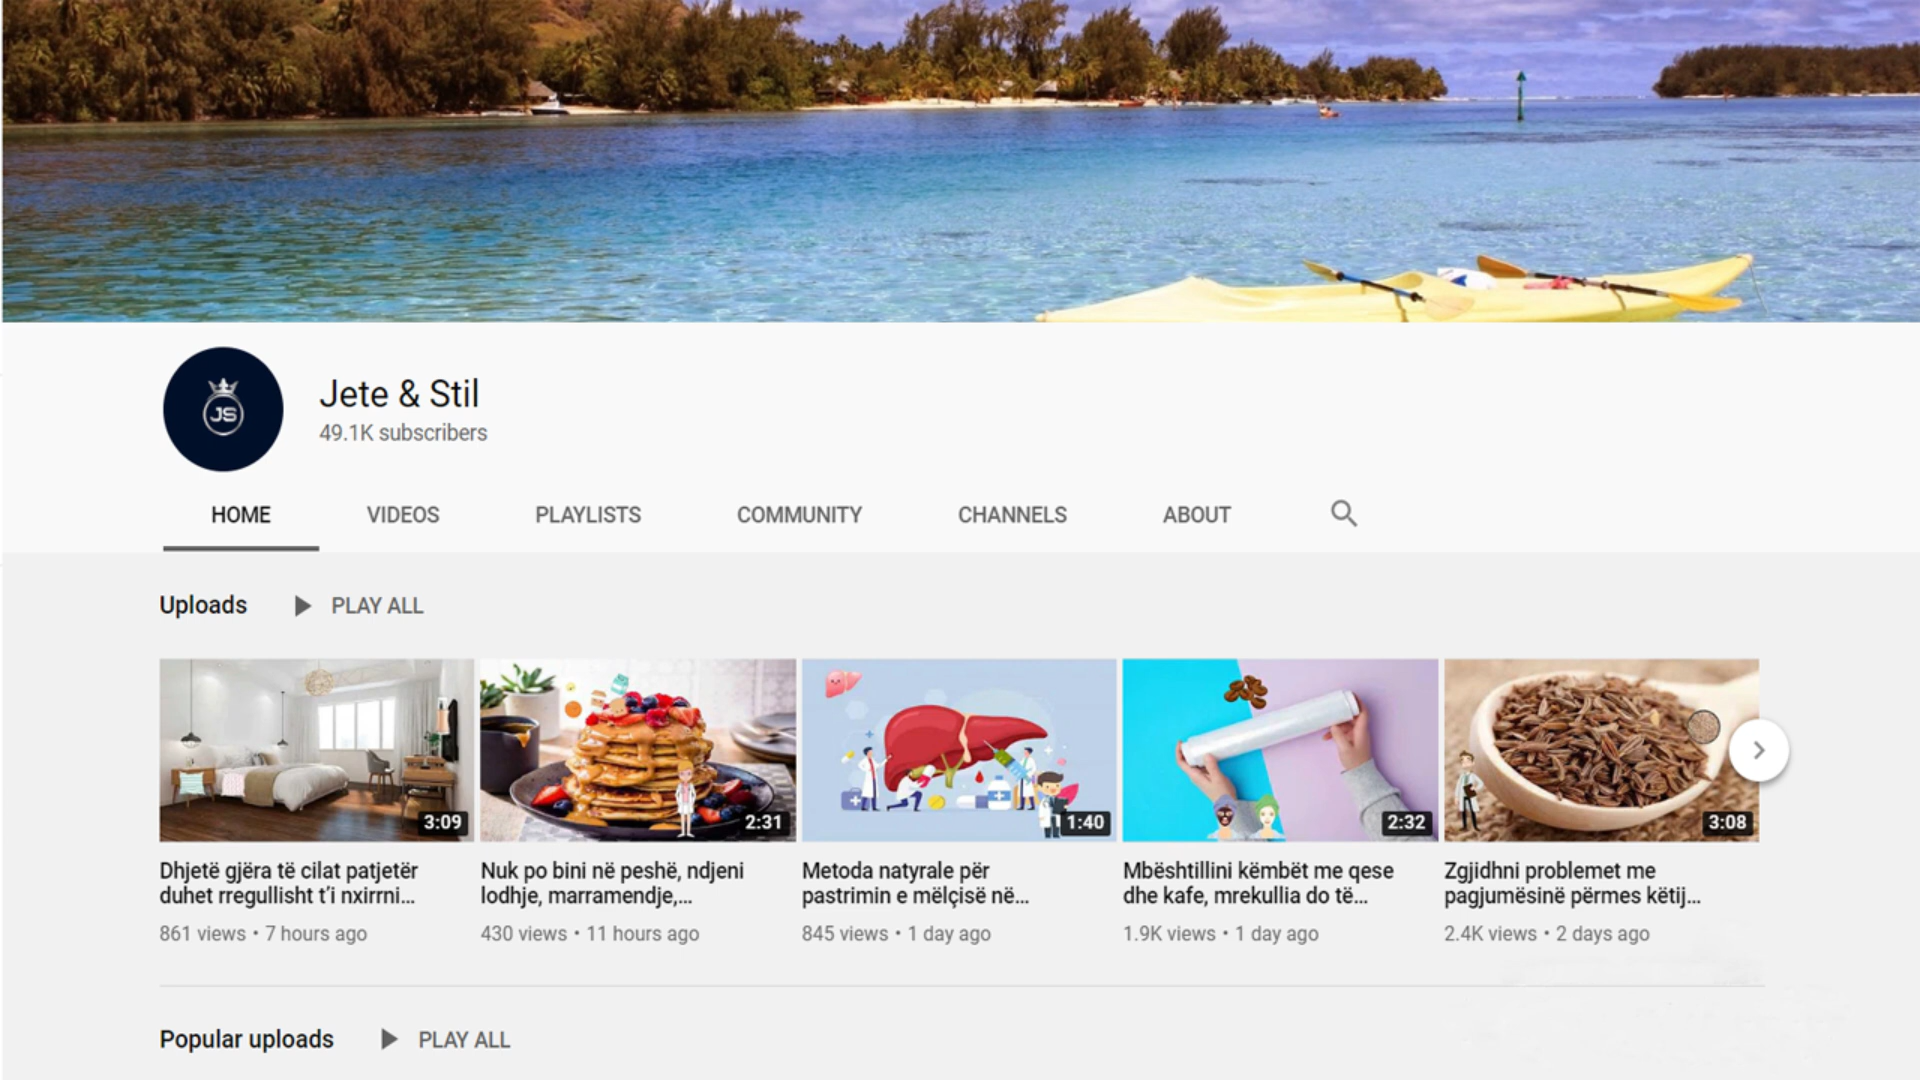 JS
Jete & Stil
49.1K subscribers
HOME VIDEOS PLAYLISTS COMMUNITY CHANNELS ABOUT
Uploads PLAY ALL
3:09 2:31 1:40 2:32 3:08
Dhjetë gjëra të cilat patjetër
duhet rregullisht t'i nxirrni...
861 views • 7 hours ago
Nuk po bini në peshë, ndjeni
lodhje, marramendje,...
430 views • 11 hours ago
Metoda natyrale për
pastrimin e mëlçisë në...
845 views • 1 day ago
Mbështillini këmbët me qese
dhe kafe, mrekullia do të...
1.9K views • 1 day ago
Zgjidhni problemet me
pagjumësinë përmes këtij...
2.4K views • 2 days ago
Popular uploads PLAY ALL